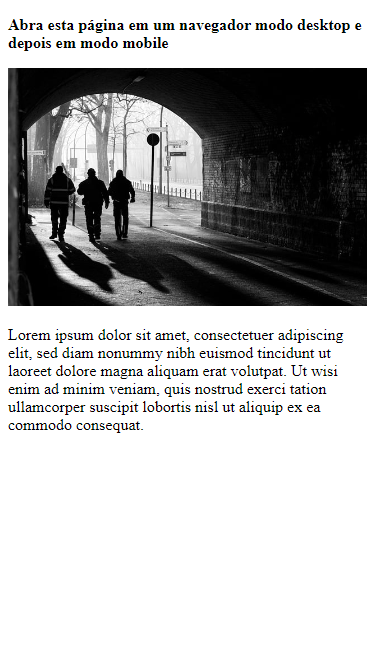 Abra esta página em um navegador modo desktop e
depois em modo mobile
Lorem ipsum dolor sit amet, consectetuer adipiscing
elit, sed diam nonummy nibh euismod tincidunt ut
laoreet dolore magna aliquam erat volutpat. Ut wisi
enim ad minim veniam, quis nostrud exerci tation
ullamcorper suscipit lobortis nisl ut aliquip ex ea
commodo consequat.